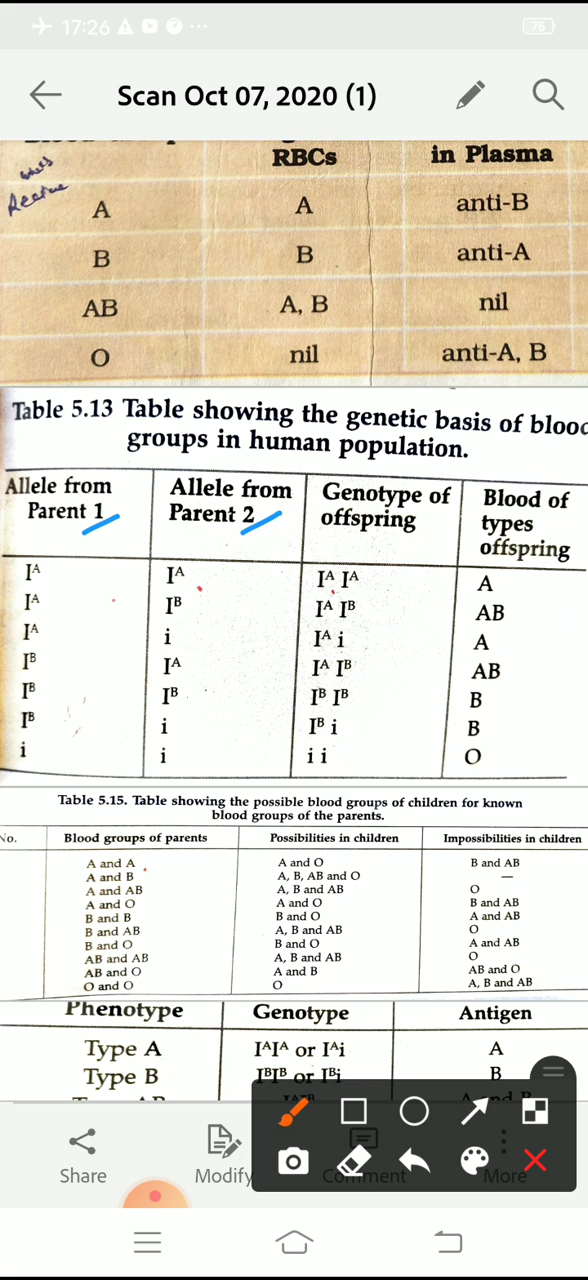 17:26
75
Scan Oct 07, 2020 (1)
RBCs in Plasma
A A anti-B
B B anti-A
AB A, B nil
O nil anti-A, B
Table 5.13 Table showing the genetic basis of blood
groups in human population.
Allele from Allele from Genotype of Blood of
Parent 1 Parent 2 offspring types
offspring
Iᴬ Iᴬ Iᴬ Iᴬ A
Iᴬ Iᴮ Iᴬ Iᴮ AB
Iᴬ i Iᴬ i A
Iᴮ Iᴬ Iᴬ Iᴮ AB
Iᴮ Iᴮ Iᴮ Iᴮ B
Iᴮ i Iᴮ i B
i i i i O
Table 5.15. Table showing the possible blood groups of children for known
blood groups of the parents.
No. Blood groups of parents Possibilities in children Impossibilities in children
A and A A and O B and AB
A and B A, B, AB and O —
A and AB A, B and AB O
A and O A and O B and AB
B and B B and O A and AB
B and AB A, B and AB O
B and O B and O A and AB
AB and AB A, B and AB O
AB and O A and B AB and O
O and O O A, B and AB
Phenotype Genotype Antigen
Type A IᴬIᴬ or Iᴬi A
Type B IᴮIᴮ or Iᴮi B
Share Modify Comment More